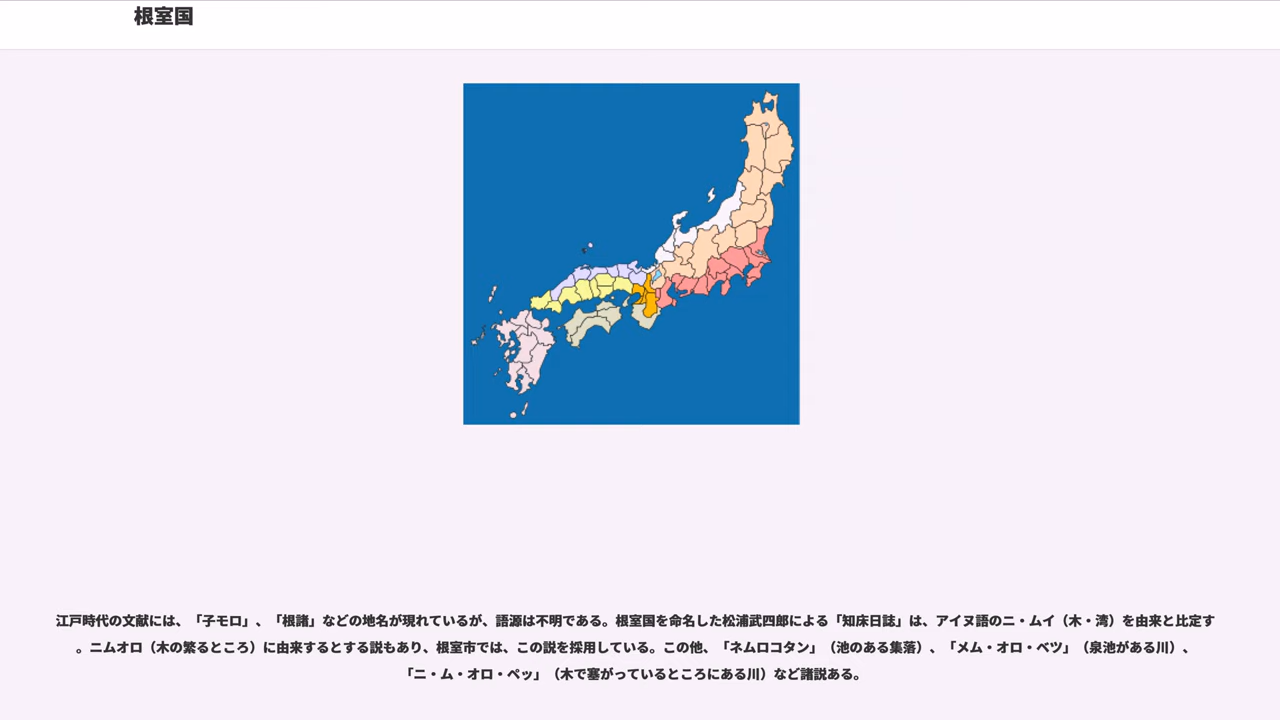 根室国
江戸時代の文献には、「子モロ」、「根諸」などの地名が現れているが、語源は不明である。根室国を命名した松浦武四郎による「知床日誌」は、アイヌ語のニ・ムイ（木・湾）を由来と比定す
。ニムオロ（木の繁るところ）に由来するとする説もあり、根室市では、この説を採用している。この他、「ネムロコタン」（池のある集落）、「メム・オロ・ベツ」（泉池がある川）、
「ニ・ム・オロ・ペッ」（木で塞がっているところにある川）など諸説ある。